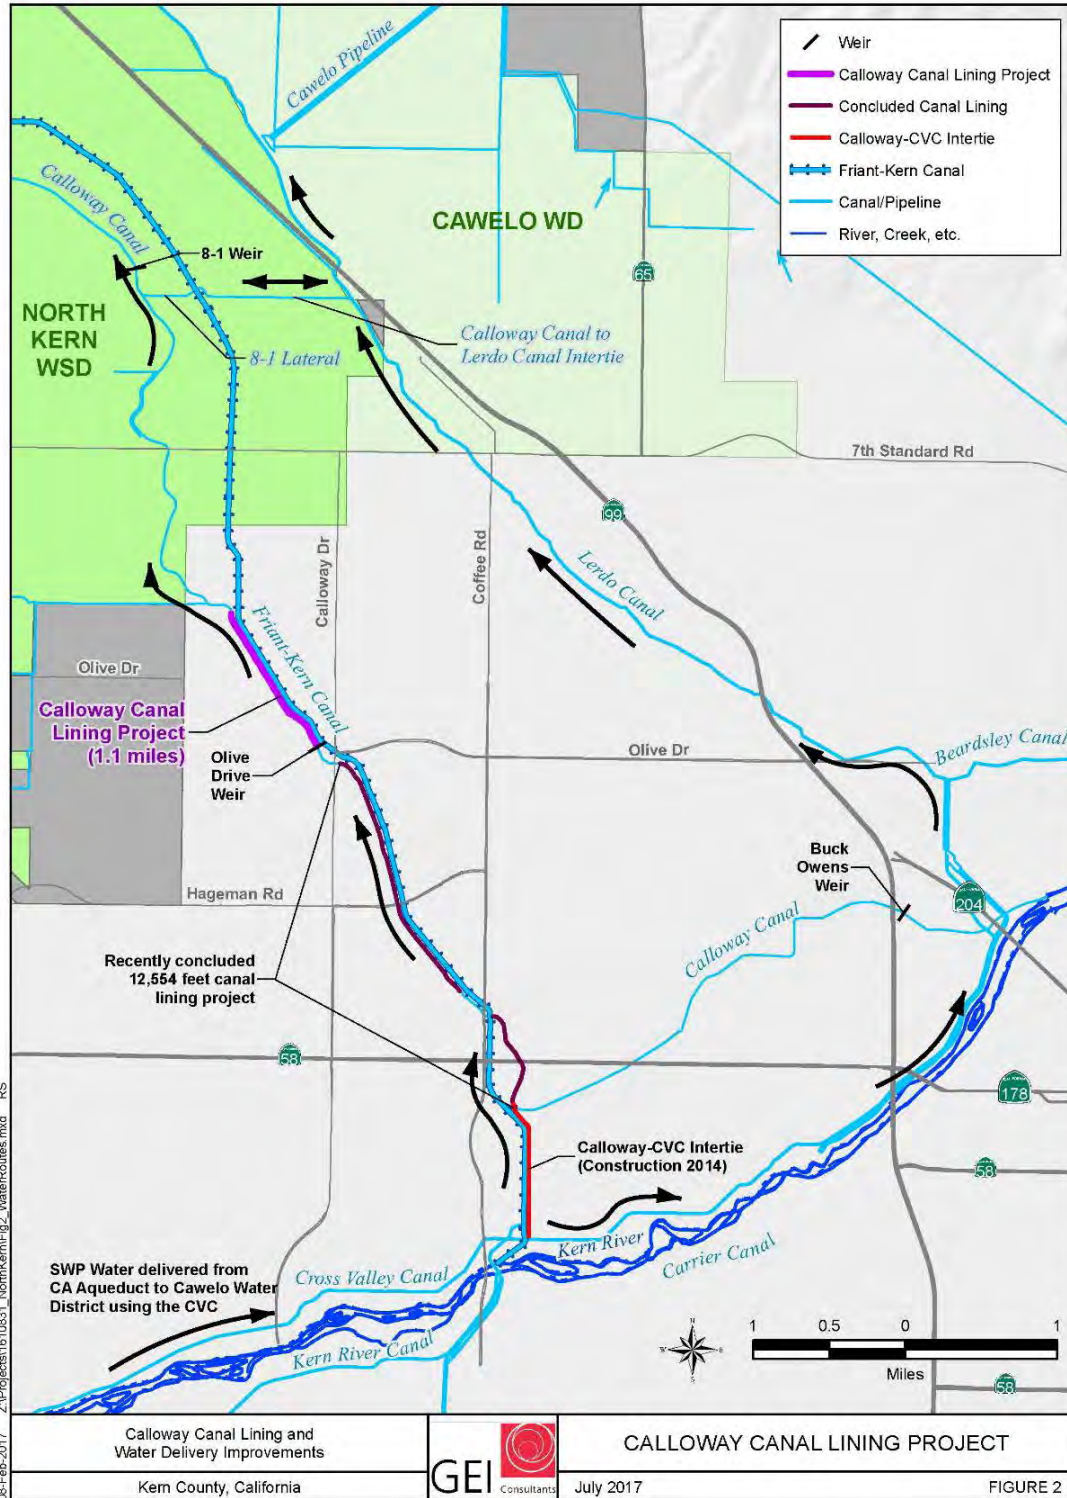 Weir
Calloway Canal Lining Project
Concluded Canal Lining
Calloway-CVC Intertie
Friant-Kern Canal
Canal/Pipeline
River, Creek, etc.
Cawelo Pipeline
Calloway Canal
CAWELO WD
8-1 Weir
65
NORTH
KERN
WSD
8-1 Lateral
Calloway Canal to
Lerdo Canal Intertie
7th Standard Rd
99
Calloway Dr
Coffee Rd
Lerdo Canal
Friant-Kern Canal
Olive Dr
Calloway Canal
Lining Project
(1.1 miles)
Olive
Drive
Weir
Olive Dr
Beardsley Canal
Buck
Owens
Weir
204
Hageman Rd
Calloway Canal
Recently concluded
12,554 feet canal
lining project
58
178
58
Calloway-CVC Intertie
(Construction 2014)
Kern River
Carrier Canal
SWP Water delivered from
CA Aqueduct to Cawelo Water
District using the CVC
Cross Valley Canal
Kern River Canal
N
W
E
S
1 0.5 0 1
Miles
58
Calloway Canal Lining and
Water Delivery Improvements
Kern County, California
GEI Consultants
CALLOWAY CANAL LINING PROJECT
July 2017
FIGURE 2
RS